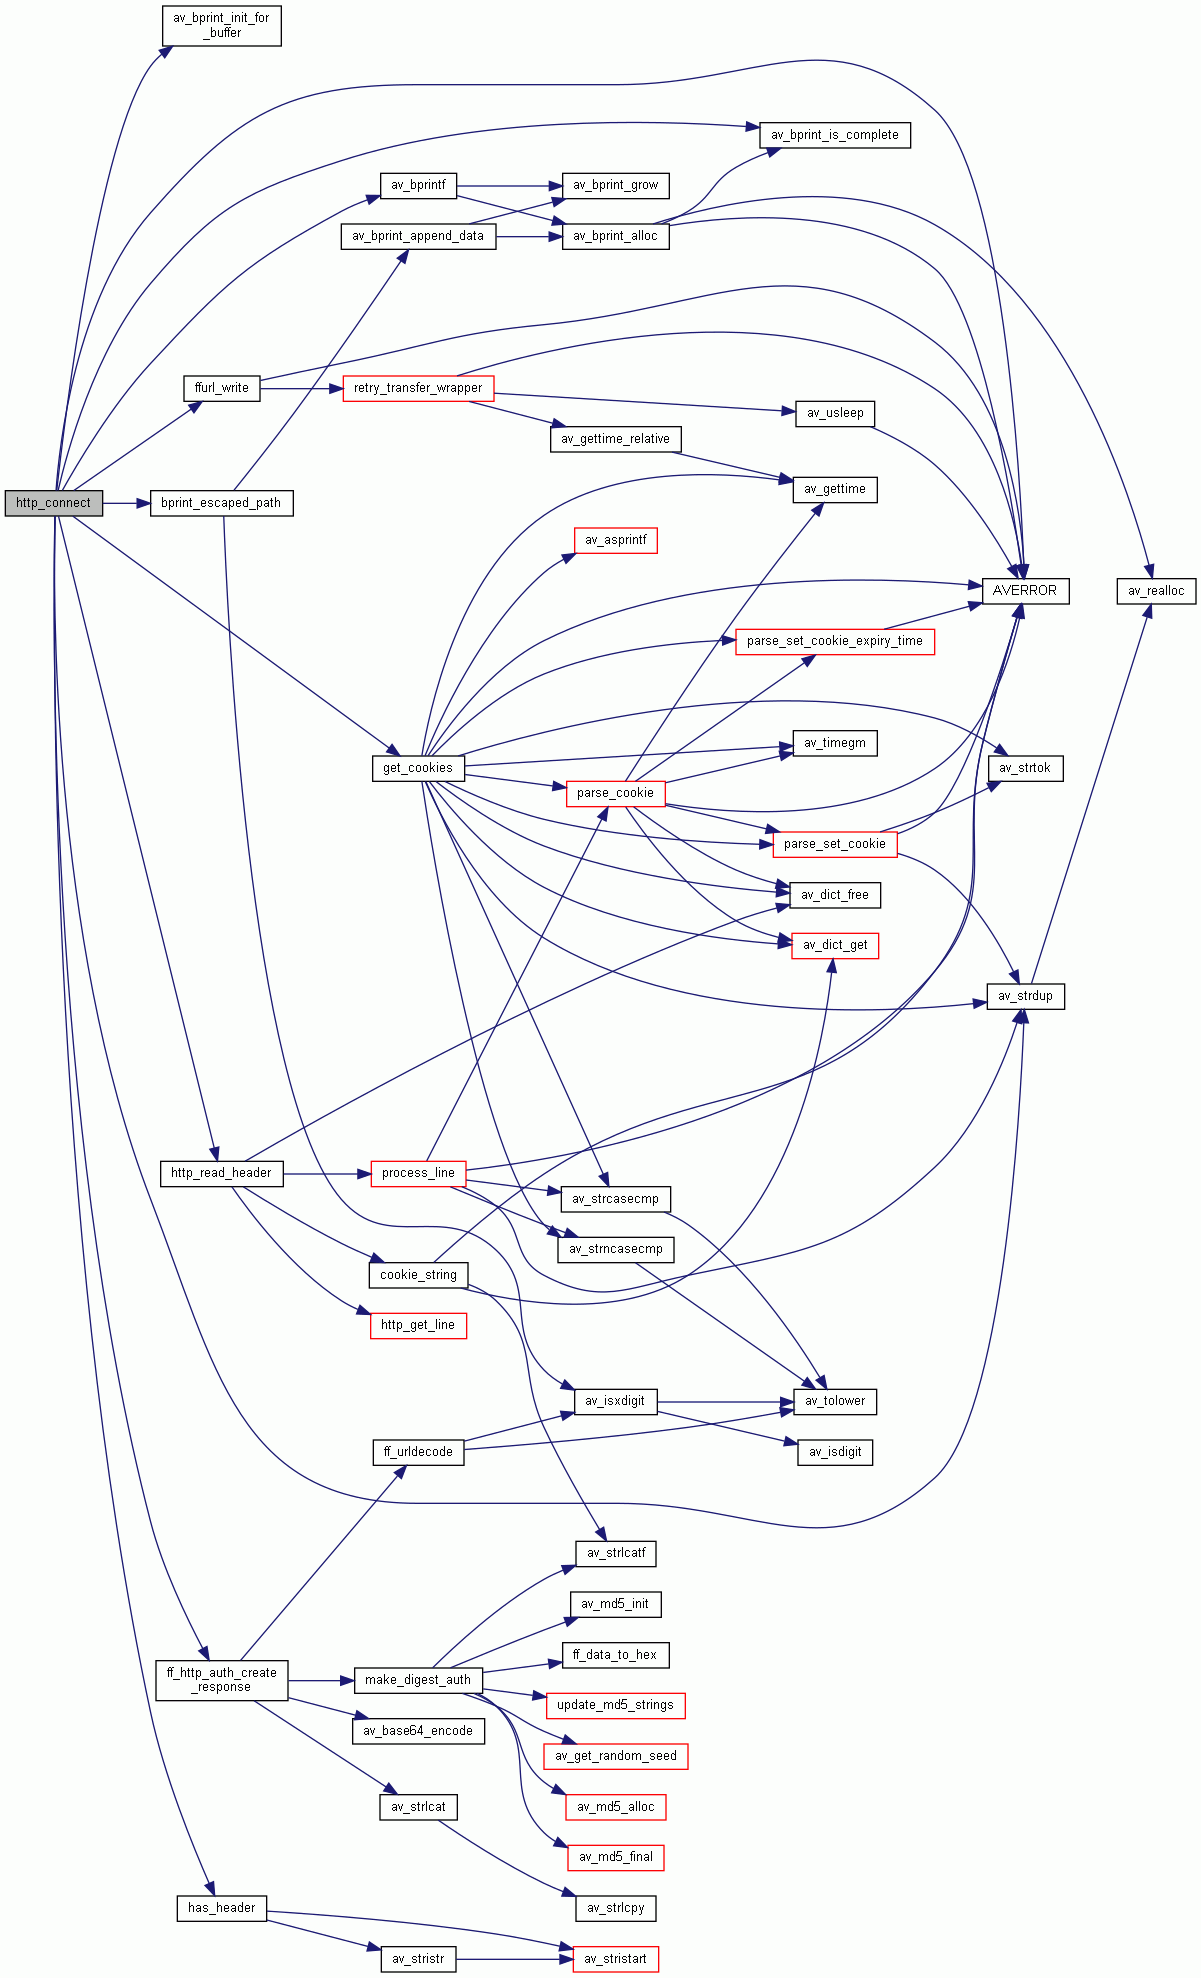 av_bprint_init_for
_buffer
av_bprint_is_complete
av_bprintf
av_bprint_grow
av_bprint_append_data
av_bprint_alloc
ffurl_write
retry_transfer_wrapper
av_usleep
av_gettime_relative
http_connect
bprint_escaped_path
av_gettime
av_asprintf
AVERROR
av_realloc
parse_set_cookie_expiry_time
av_timegm
get_cookies
av_strtok
parse_cookie
parse_set_cookie
av_dict_free
av_dict_get
av_strdup
http_read_header
process_line
av_strcasecmp
av_strncasecmp
cookie_string
http_get_line
av_isxdigit
av_tolower
ff_urldecode
av_isdigit
av_strlcatf
av_md5_init
ff_data_to_hex
ff_http_auth_create
_response
make_digest_auth
update_md5_strings
av_base64_encode
av_get_random_seed
av_strlcat
av_md5_alloc
av_md5_final
has_header
av_strlcpy
av_stristr
av_stristart